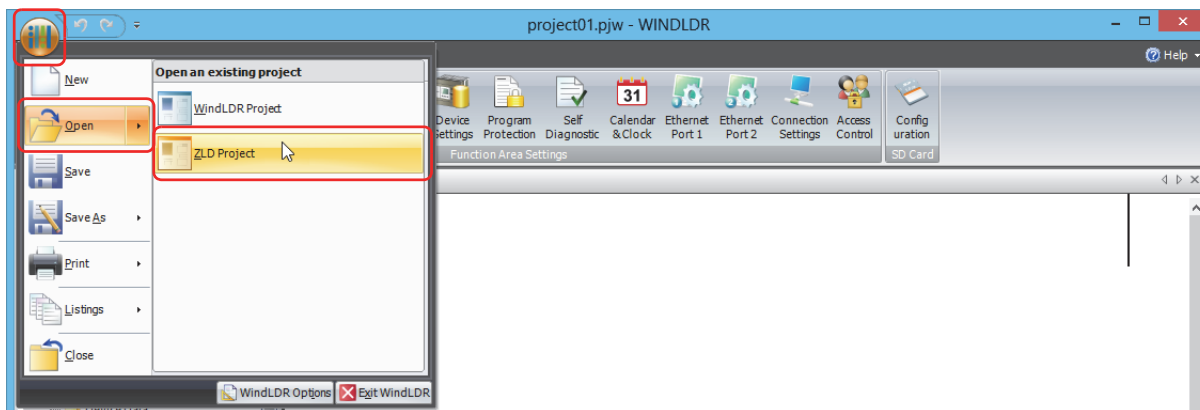 project01.pjw - WINDLDR
Help
New
Open an existing project
WindLDR Project
Open
ZLD Project
Save
Save As
Print
Listings
Close
WindLDR Options
Exit WindLDR
Device Settings
Program Protection
Self Diagnostic
31
Calendar & Clock
Ethernet Port 1
Ethernet Port 2
Connection Settings
Access Control
Config uration
Function Area Settings
SD Card